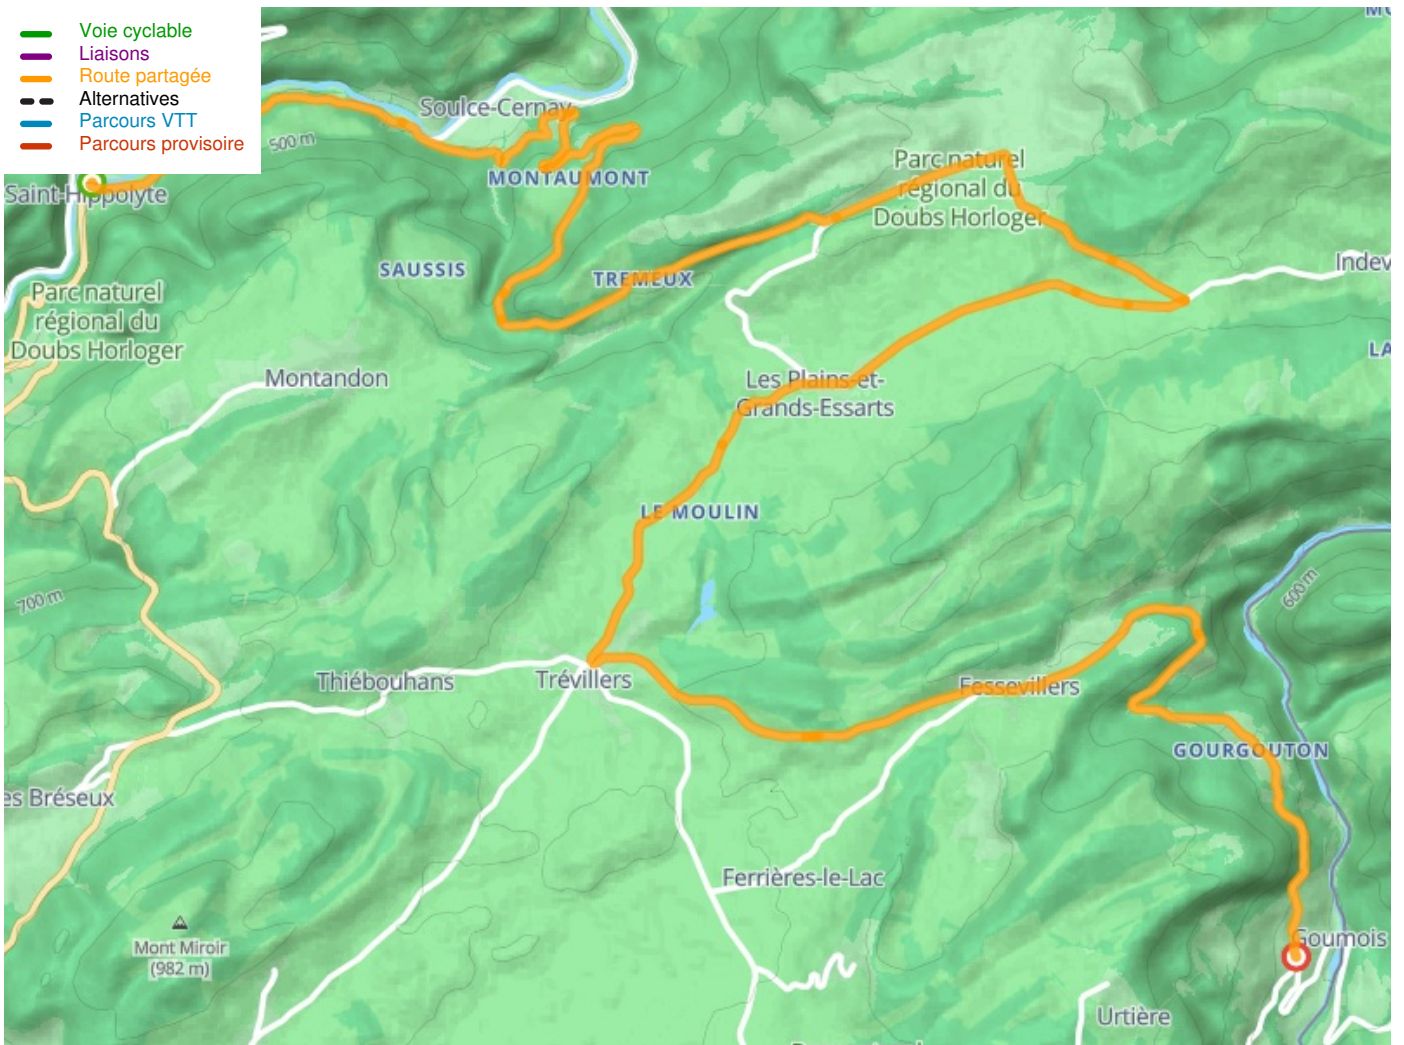 Voie cyclable
Liaisons
Route partagée
Alternatives
Parcours VTT
Parcours provisoire
Soulce-Cernay
500 m
MONTAUMONT
Saint-Hippolyte
Parc naturel
régional du
Doubs Horloger
SAUSSIS
TREMEUX
Indev
Parc naturel
régional du
Doubs Horloger
LA
Montandon
Les Plains-et-
Grands-Essarts
LE MOULIN
600 m
700 m
Thiébouhans
Trévillers
Fessevillers
GOURGOUTON
es Bréseux
Ferrières-le-Lac
Mont Miroir
(982 m)
Goumois
Urtière